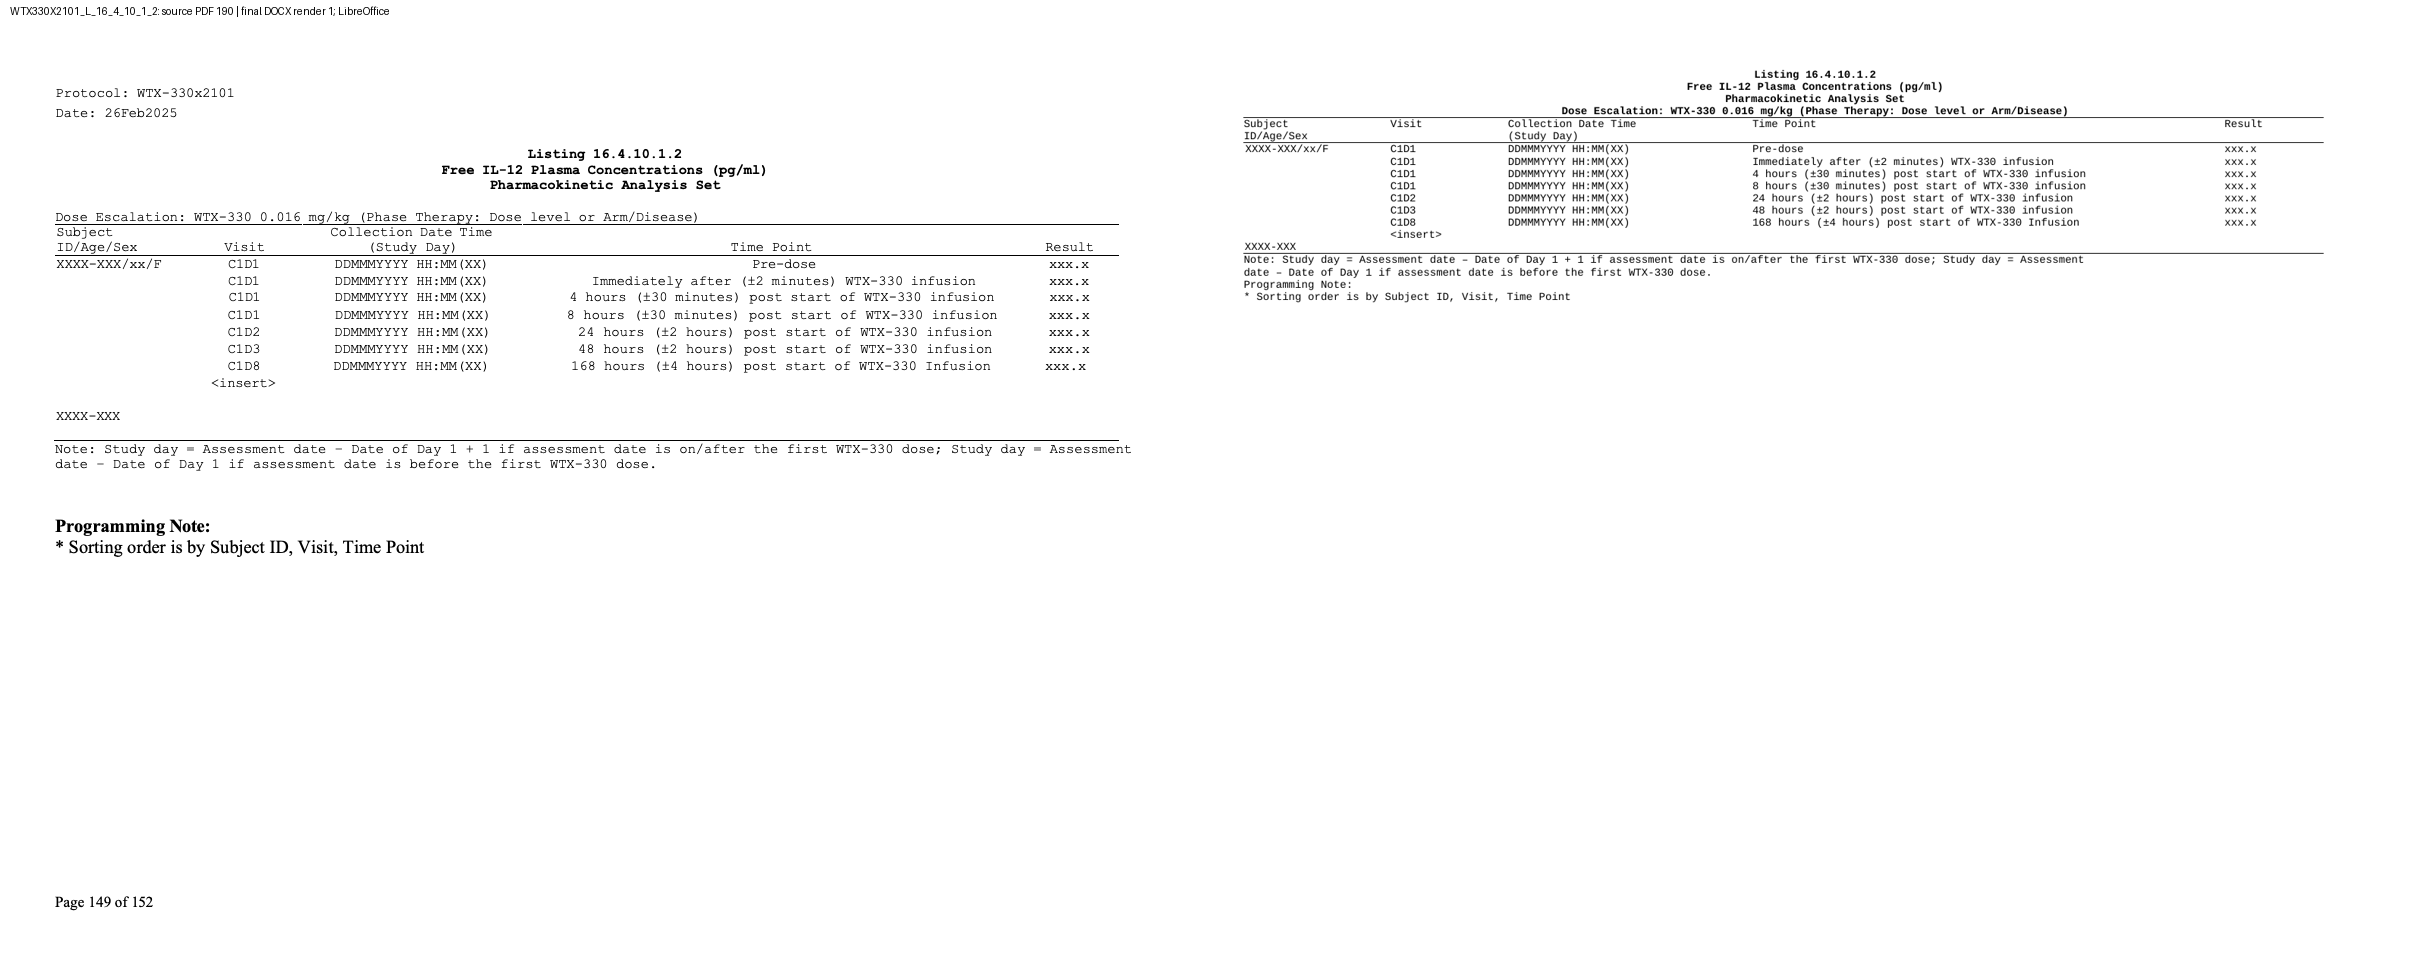 WTX330X2101_L_16_4_10_1_2: source PDF 190 | final DOCX render 1; LibreOffice
Protocol: WTX-330x2101
Date: 26Feb2025
Listing 16.4.10.1.2
Free IL-12 Plasma Concentrations (pg/ml)
Pharmacokinetic Analysis Set
Dose Escalation: WTX-330 0.016 mg/kg (Phase Therapy: Dose level or Arm/Disease)
Subject Collection Date Time
ID/Age/Sex Visit (Study Day) Time Point Result
XXXX-XXX/xx/F C1D1 DDMMMYYYY HH:MM(XX) Pre-dose xxx.x
C1D1 DDMMMYYYY HH:MM(XX) Immediately after (±2 minutes) WTX-330 infusion xxx.x
C1D1 DDMMMYYYY HH:MM(XX) 4 hours (±30 minutes) post start of WTX-330 infusion xxx.x
C1D1 DDMMMYYYY HH:MM(XX) 8 hours (±30 minutes) post start of WTX-330 infusion xxx.x
C1D2 DDMMMYYYY HH:MM(XX) 24 hours (±2 hours) post start of WTX-330 infusion xxx.x
C1D3 DDMMMYYYY HH:MM(XX) 48 hours (±2 hours) post start of WTX-330 infusion xxx.x
C1D8 DDMMMYYYY HH:MM(XX) 168 hours (±4 hours) post start of WTX-330 Infusion xxx.x
<insert>
XXXX-XXX
Note: Study day = Assessment date – Date of Day 1 + 1 if assessment date is on/after the first WTX-330 dose; Study day = Assessment
date – Date of Day 1 if assessment date is before the first WTX-330 dose.
Programming Note:
* Sorting order is by Subject ID, Visit, Time Point
Page 149 of 152
Listing 16.4.10.1.2
Free IL-12 Plasma Concentrations (pg/ml)
Pharmacokinetic Analysis Set
Dose Escalation: WTX-330 0.016 mg/kg (Phase Therapy: Dose level or Arm/Disease)
Subject Visit Collection Date Time Time Point Result
ID/Age/Sex (Study Day)
XXXX-XXX/xx/F C1D1 DDMMMYYYY HH:MM(XX) Pre-dose xxx.x
C1D1 DDMMMYYYY HH:MM(XX) Immediately after (±2 minutes) WTX-330 infusion xxx.x
C1D1 DDMMMYYYY HH:MM(XX) 4 hours (±30 minutes) post start of WTX-330 infusion xxx.x
C1D1 DDMMMYYYY HH:MM(XX) 8 hours (±30 minutes) post start of WTX-330 infusion xxx.x
C1D2 DDMMMYYYY HH:MM(XX) 24 hours (±2 hours) post start of WTX-330 infusion xxx.x
C1D3 DDMMMYYYY HH:MM(XX) 48 hours (±2 hours) post start of WTX-330 infusion xxx.x
C1D8 DDMMMYYYY HH:MM(XX) 168 hours (±4 hours) post start of WTX-330 Infusion xxx.x
<insert>
XXXX-XXX
Note: Study day = Assessment date – Date of Day 1 + 1 if assessment date is on/after the first WTX-330 dose; Study day = Assessment
date – Date of Day 1 if assessment date is before the first WTX-330 dose.
Programming Note:
* Sorting order is by Subject ID, Visit, Time Point